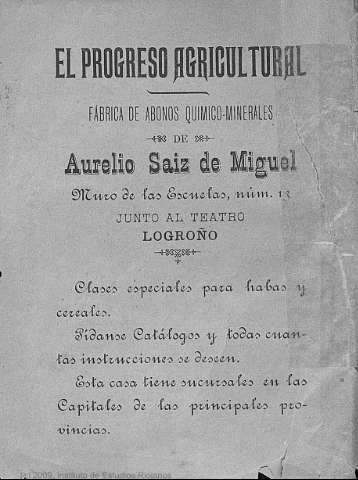 EL PROGRESO AGRICULTURAL
FÁBRICA DE ABONOS QUIMICO-MINERALES
DE
Aurelio Saiz de Miguel
Muro de las Escuelas, núm. 12
JUNTO AL TEATRO
LOGROÑO
Clases especiales para habas y
cereales.
Pídanse Catálogos y todas cuan-
tas instrucciones se deseen.
Esta casa tiene sucursales en las
Capitales de las principales pro-
vincias.
2009, Instituto de Estudios Riojanos